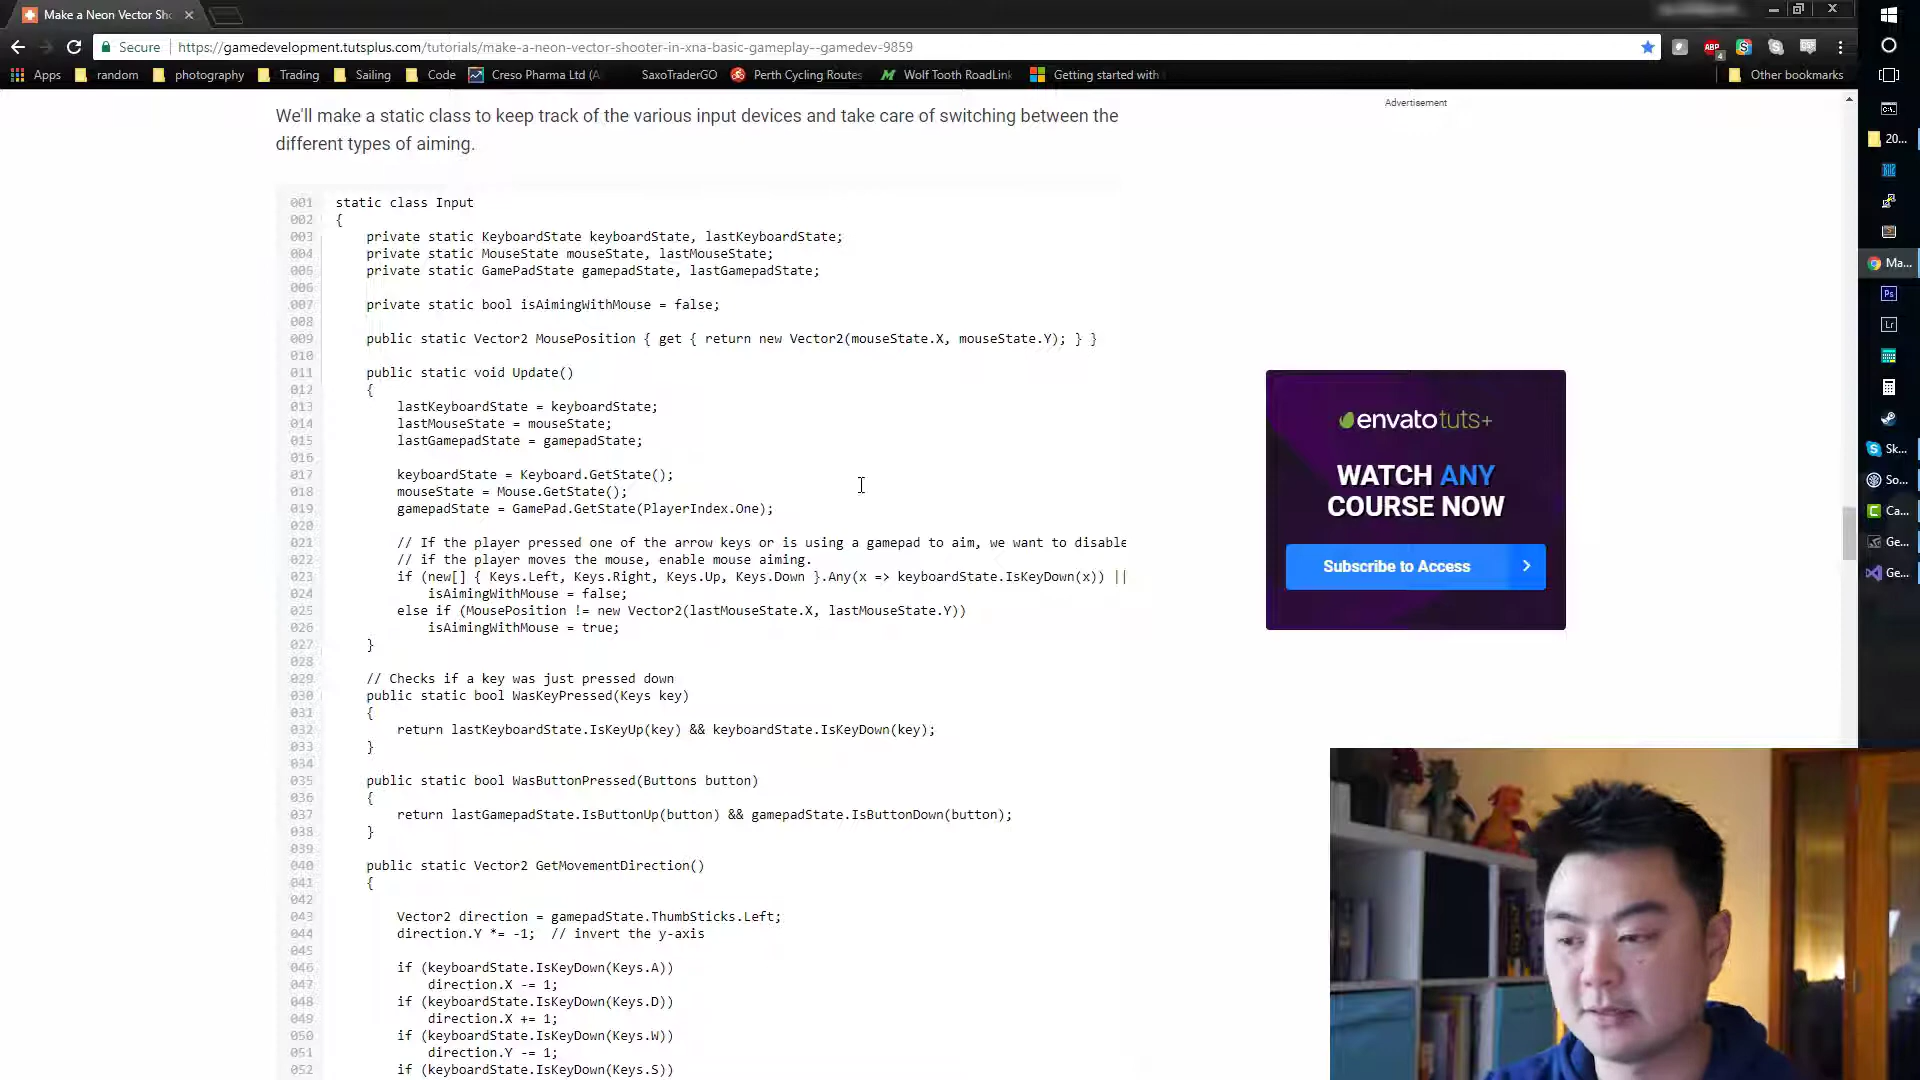 Make a Neon Vector Sh
Secure
https://gamedevelopment.tutsplus.com/tutorials/make-a-neon-vector-shooter-in-xna-basic-gameplay--gamedev-9859
ABP
4
Apps random photography Trading Sailing Code Creso Pharma Ltd (A SaxoTraderGO Perth Cycling Routes Wolf Tooth RoadLink Getting started with Other bookmarks
We'll make a static class to keep track of the various input devices and take care of switching between the
different types of aiming.
Advertisement
001 static class Input
002 {
003 private static KeyboardState keyboardState, lastKeyboardState;
004 private static MouseState mouseState, lastMouseState;
005 private static GamePadState gamepadState, lastGamepadState;
006
007 private static bool isAimingWithMouse = false;
008
009 public static Vector2 MousePosition { get { return new Vector2(mouseState.X, mouseState.Y); } }
010
011 public static void Update()
012 {
013 lastKeyboardState = keyboardState;
014 lastMouseState = mouseState;
015 lastGamepadState = gamepadState;
016
017 keyboardState = Keyboard.GetState();
018 mouseState = Mouse.GetState();
019 gamepadState = GamePad.GetState(PlayerIndex.One);
020
021 // If the player pressed one of the arrow keys or is using a gamepad to aim, we want to disable
022 // if the player moves the mouse, enable mouse aiming.
023 if (new[] { Keys.Left, Keys.Right, Keys.Up, Keys.Down }.Any(x => keyboardState.IsKeyDown(x)) ||
024 isAimingWithMouse = false;
025 else if (MousePosition != new Vector2(lastMouseState.X, lastMouseState.Y))
026 isAimingWithMouse = true;
027 }
028
029 // Checks if a key was just pressed down
030 public static bool WasKeyPressed(Keys key)
031 {
032 return lastKeyboardState.IsKeyUp(key) && keyboardState.IsKeyDown(key);
033 }
034
035 public static bool WasButtonPressed(Buttons button)
036 {
037 return lastGamepadState.IsButtonUp(button) && gamepadState.IsButtonDown(button);
038 }
039
040 public static Vector2 GetMovementDirection()
041 {
042
043 Vector2 direction = gamepadState.ThumbSticks.Left;
044 direction.Y *= -1; // invert the y-axis
045
046 if (keyboardState.IsKeyDown(Keys.A))
047 direction.X -= 1;
048 if (keyboardState.IsKeyDown(Keys.D))
049 direction.X += 1;
050 if (keyboardState.IsKeyDown(Keys.W))
051 direction.Y -= 1;
052 if (keyboardState.IsKeyDown(Keys.S))
envatotuts+
WATCH ANY
COURSE NOW
Subscribe to Access
20...
Ma...
Ps
Lr
Sk...
So...
Ca...
Ge...
Ge...